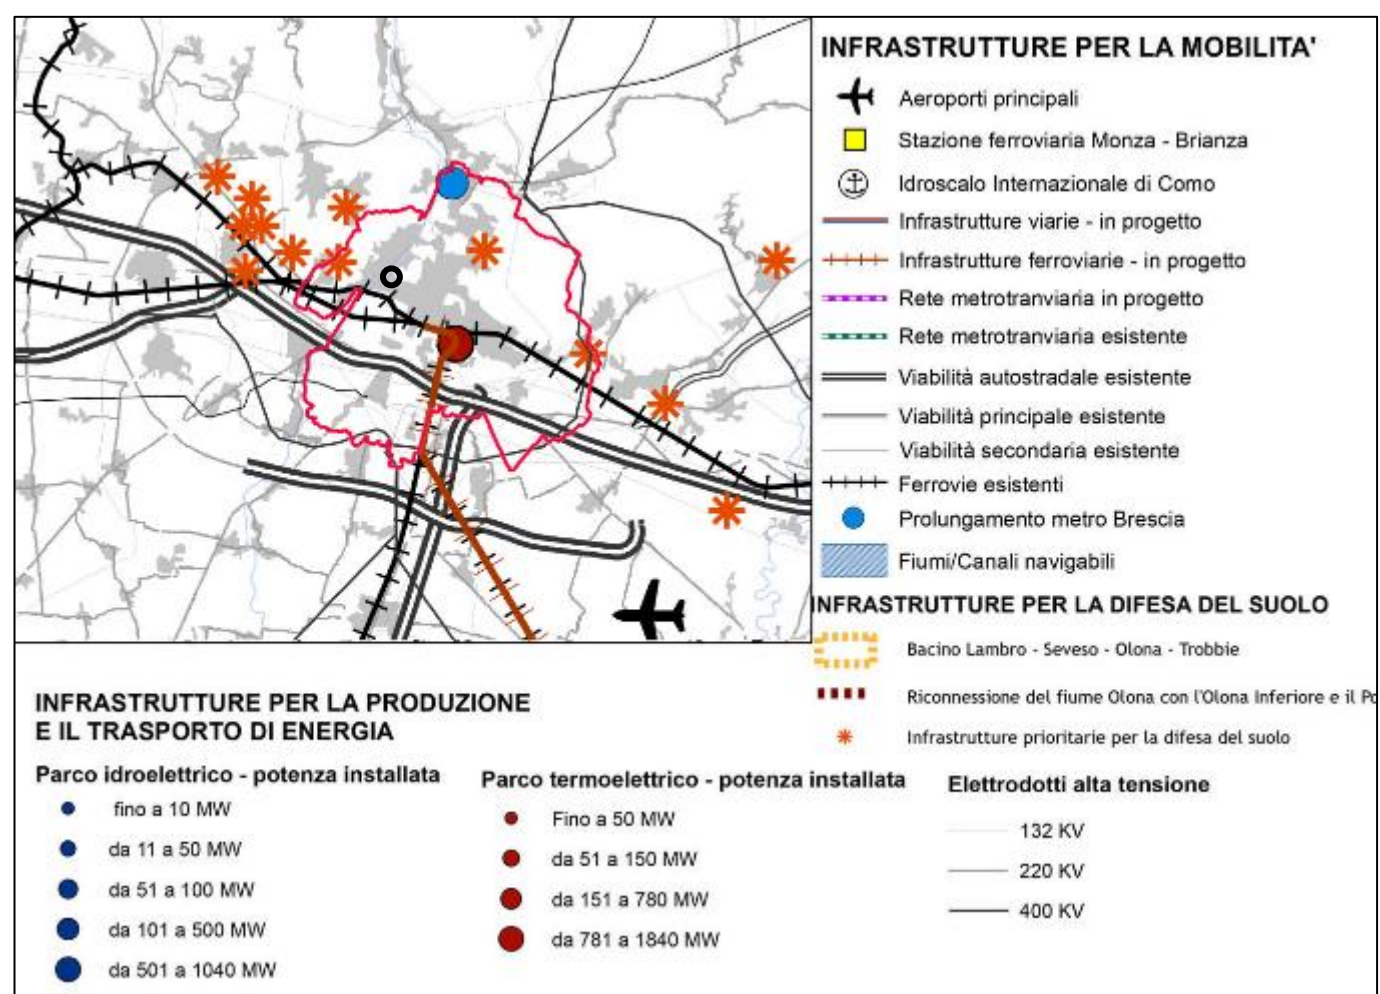 INFRASTRUTTURE PER LA MOBILITA'
Aeroporti principali
Stazione ferroviaria Monza - Brianza
Idroscalo Internazionale di Como
Infrastrutture viarie - in progetto
Infrastrutture ferroviarie - in progetto
Rete metrotranviaria in progetto
Rete metrotranviaria esistente
Viabilità autostradale esistente
Viabilità principale esistente
Viabilità secondaria esistente
Ferrovie esistenti
Prolungamento metro Brescia
Fiumi/Canali navigabili
INFRASTRUTTURE PER LA DIFESA DEL SUOLO
Bacino Lambro - Seveso - Olona - Trobbie
Riconnessione del fiume Olona con l'Olona Inferiore e il Po
Infrastrutture prioritarie per la difesa del suolo
INFRASTRUTTURE PER LA PRODUZIONE
E IL TRASPORTO DI ENERGIA
Parco idroelettrico - potenza installata
fino a 10 MW
da 11 a 50 MW
da 51 a 100 MW
da 101 a 500 MW
da 501 a 1040 MW
Parco termoelettrico - potenza installata
Fino a 50 MW
da 51 a 150 MW
da 151 a 780 MW
da 781 a 1840 MW
Elettrodotti alta tensione
132 KV
220 KV
400 KV